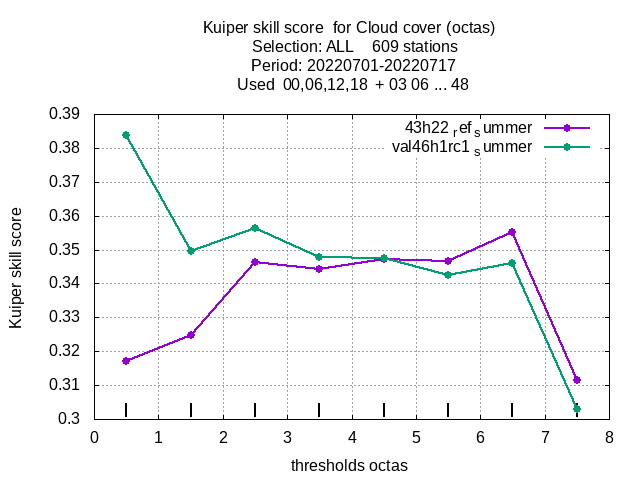 Kuiper skill score  for Cloud cover (octas)
Selection: ALL    609 stations
Period: 20220701-20220717
Used  00,06,12,18  + 03 06 ... 48
43h22 ref summer
val46h1rc1 summer
0.39
0.38
0.37
0.36
0.35
0.34
0.33
0.32
0.31
0.3
Kuiper skill score
0 1 2 3 4 5 6 7 8
thresholds octas